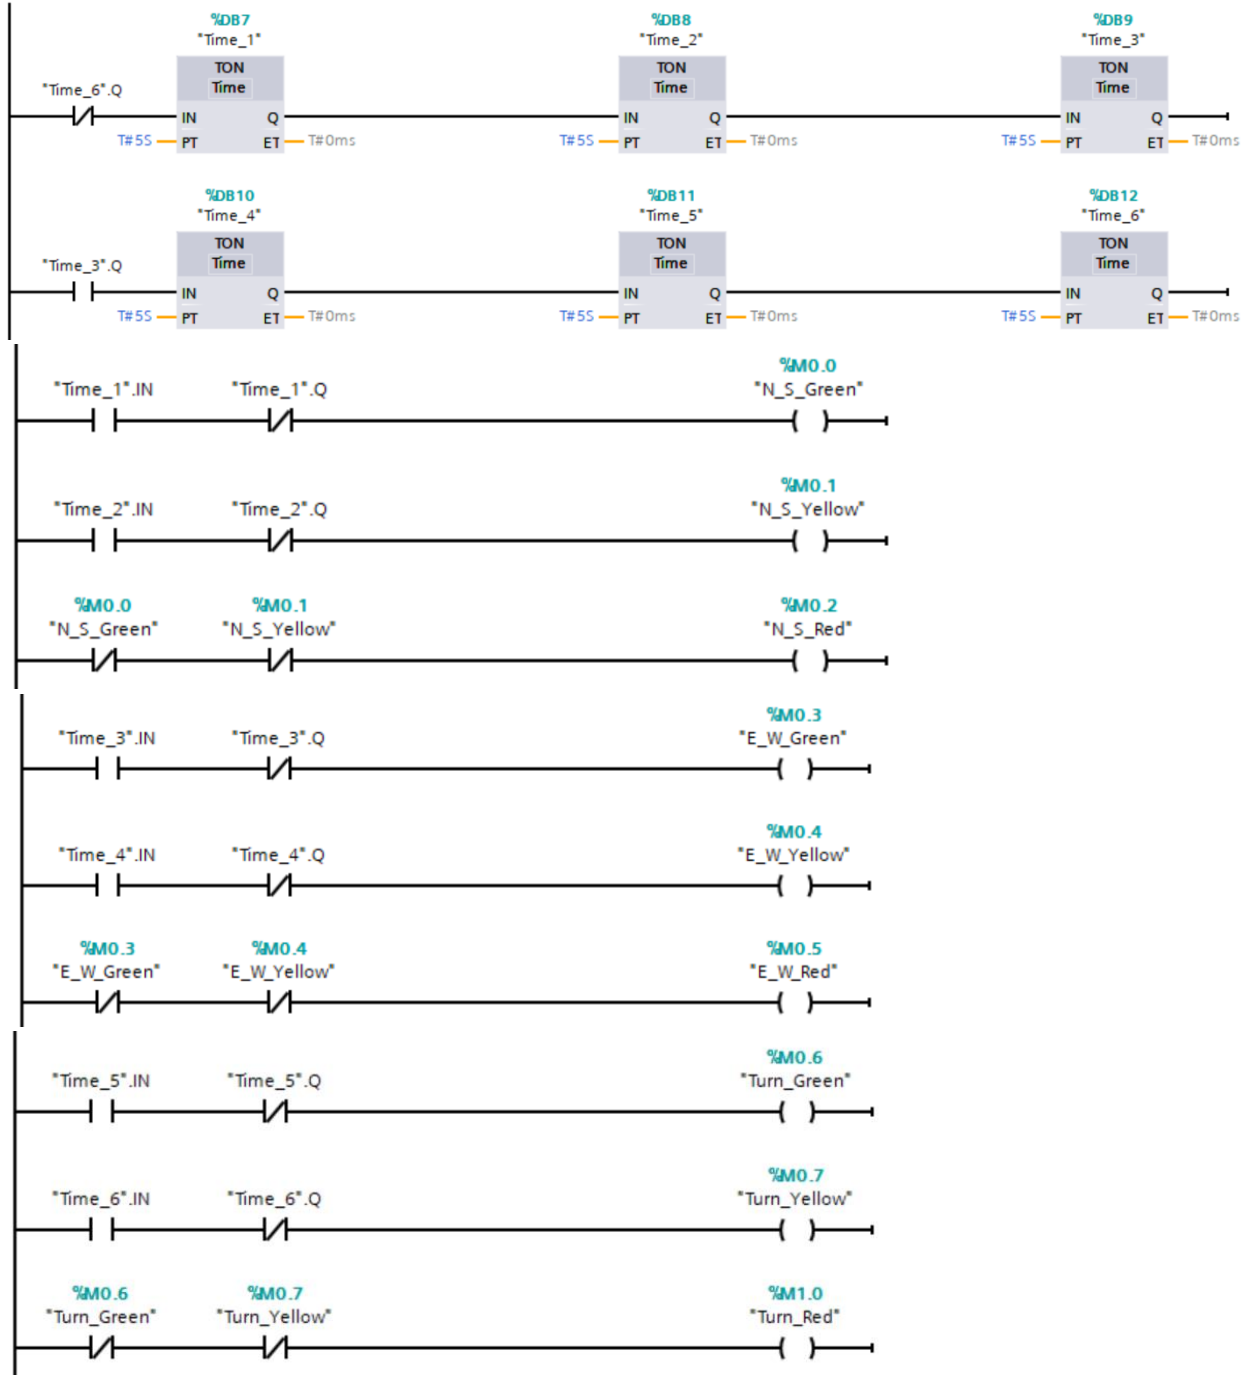 %DB7 %DB8 %DB9
"Time_1" "Time_2" "Time_3"
TON TON TON
"Time_6".Q Time Time Time
IN Q IN Q IN Q
T#5S PT ET T#0ms T#5S PT ET T#0ms T#5S PT ET T#0ms
%DB10 %DB11 %DB12
"Time_4" "Time_5" "Time_6"
TON TON TON
"Time_3".Q Time Time Time
IN Q IN Q IN Q
T#5S PT ET T#0ms T#5S PT ET T#0ms T#5S PT ET T#0ms
%M0.0
"Time_1".IN "Time_1".Q "N_S_Green"
%M0.1
"Time_2".IN "Time_2".Q "N_S_Yellow"
%M0.0 %M0.1 %M0.2
"N_S_Green" "N_S_Yellow" "N_S_Red"
%M0.3
"Time_3".IN "Time_3".Q "E_W_Green"
%M0.4
"Time_4".IN "Time_4".Q "E_W_Yellow"
%M0.3 %M0.4 %M0.5
"E_W_Green" "E_W_Yellow" "E_W_Red"
%M0.6
"Time_5".IN "Time_5".Q "Turn_Green"
%M0.7
"Time_6".IN "Time_6".Q "Turn_Yellow"
%M0.6 %M0.7 %M1.0
"Turn_Green" "Turn_Yellow" "Turn_Red"